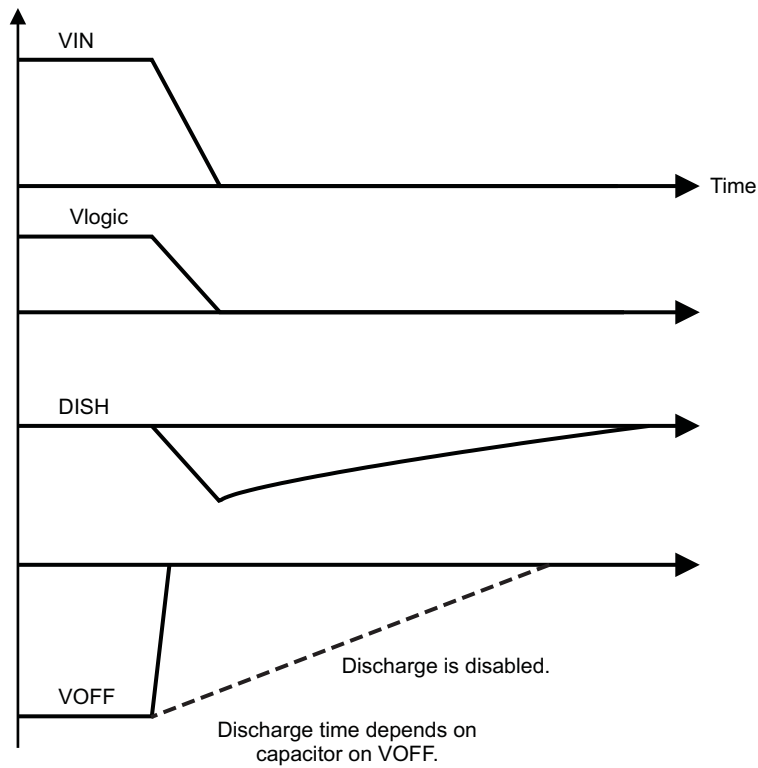 VIN
Time
Vlogic
DISH
Discharge is disabled.
VOFF
Discharge time depends on
capacitor on VOFF.